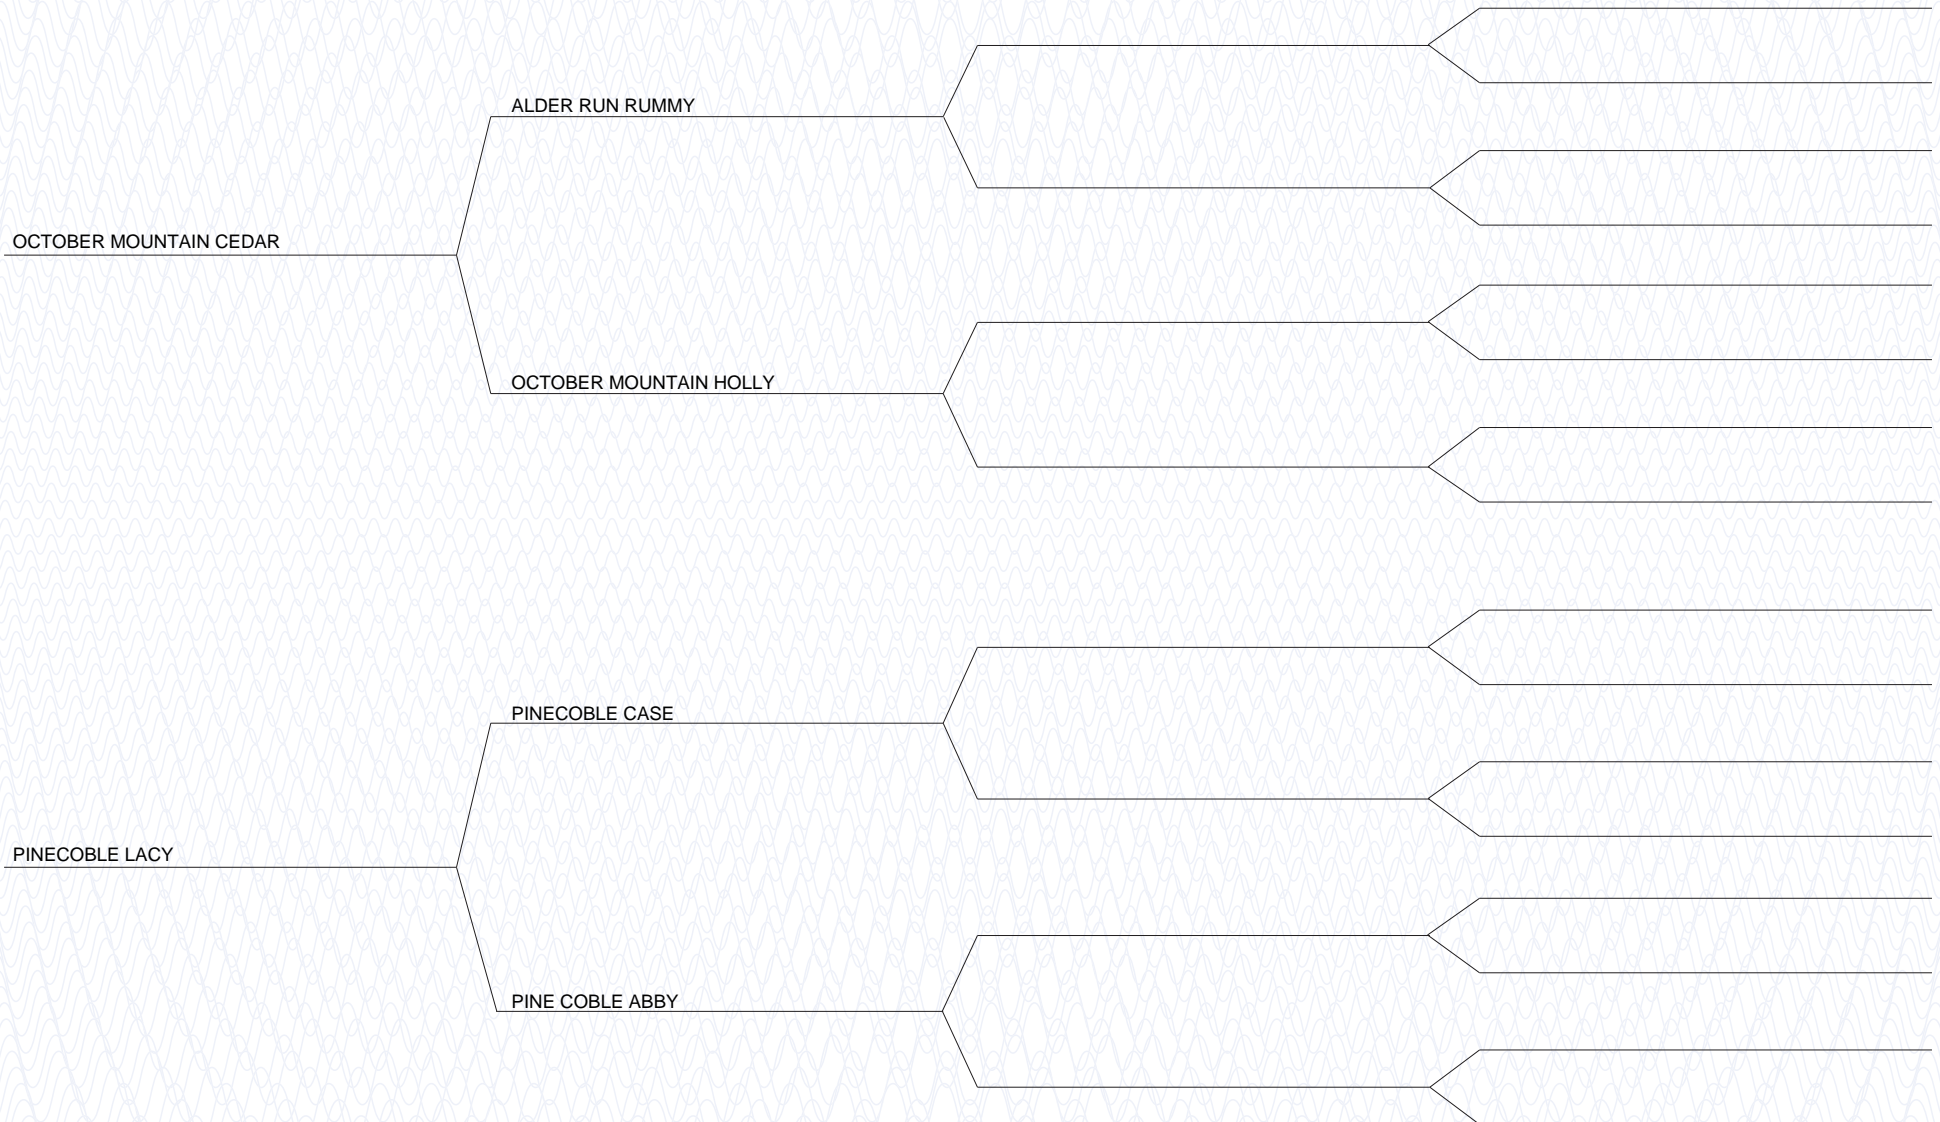 ALDER RUN RUMMY
OCTOBER MOUNTAIN CEDAR
OCTOBER MOUNTAIN HOLLY
PINECOBLE CASE
PINECOBLE LACY
PINE COBLE ABBY